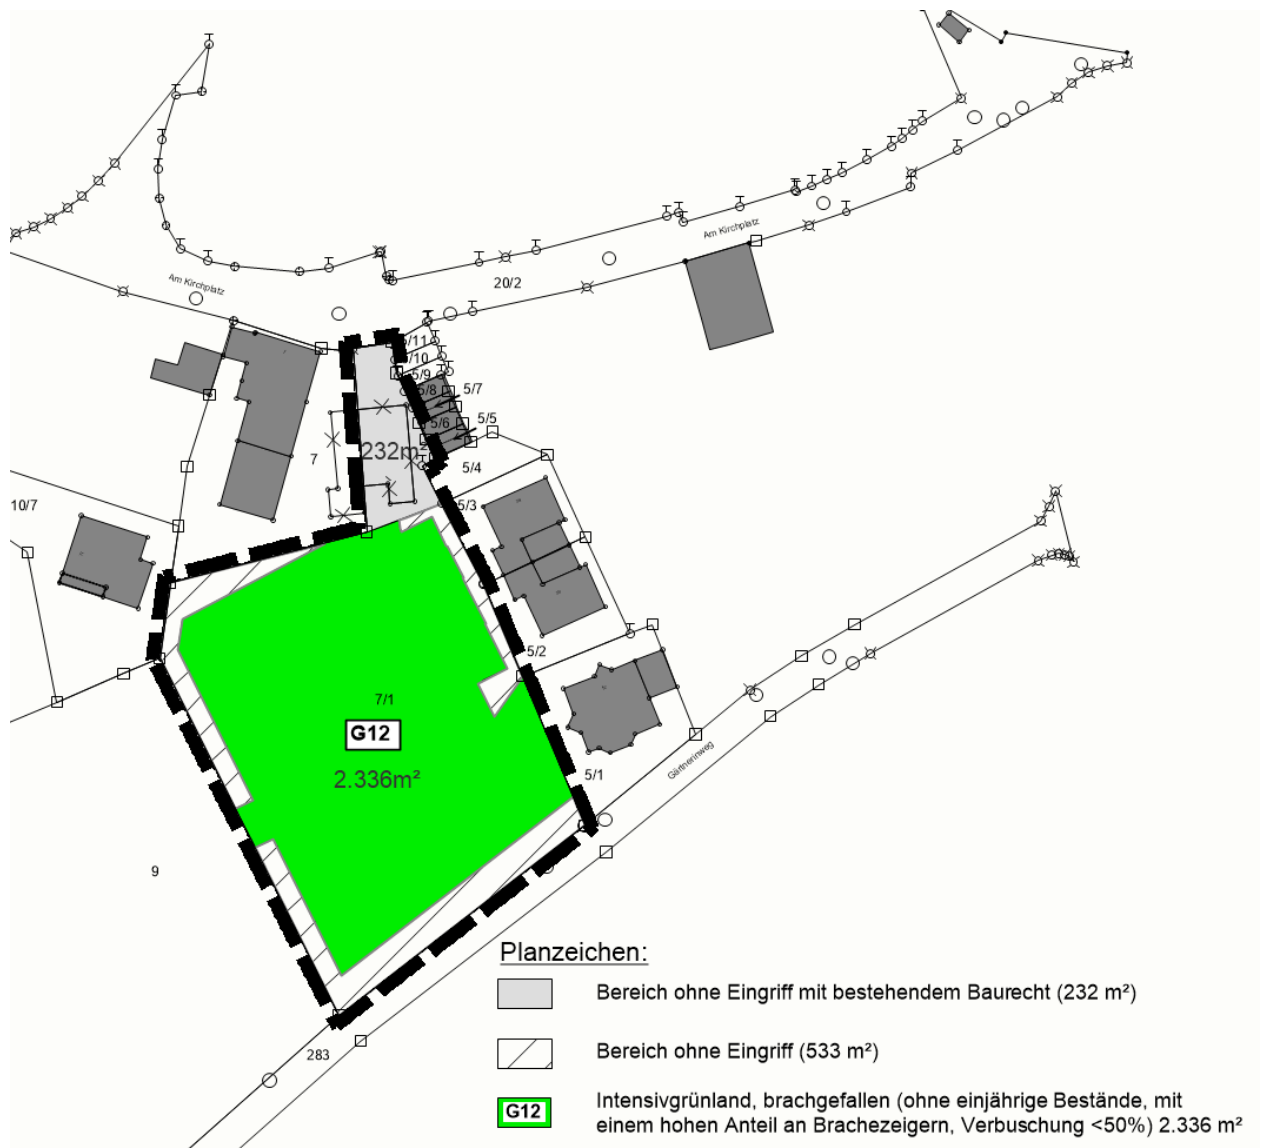 Am Kirchplatz
Am Kirchplatz
20/2
5/11
5/10
5/9
5/8
5/7
5/6
5/5
232m²
7
5/4
10/7
5/3
5/2
7/1
G12
2.336m²
5/1
Gärtnerinweg
9
283
Planzeichen:
Bereich ohne Eingriff mit bestehendem Baurecht (232 m²)
Bereich ohne Eingriff (533 m²)
G12
Intensivgrünland, brachgefallen (ohne einjährige Bestände, mit
einem hohen Anteil an Brachezeigern, Verbuschung <50%) 2.336 m²